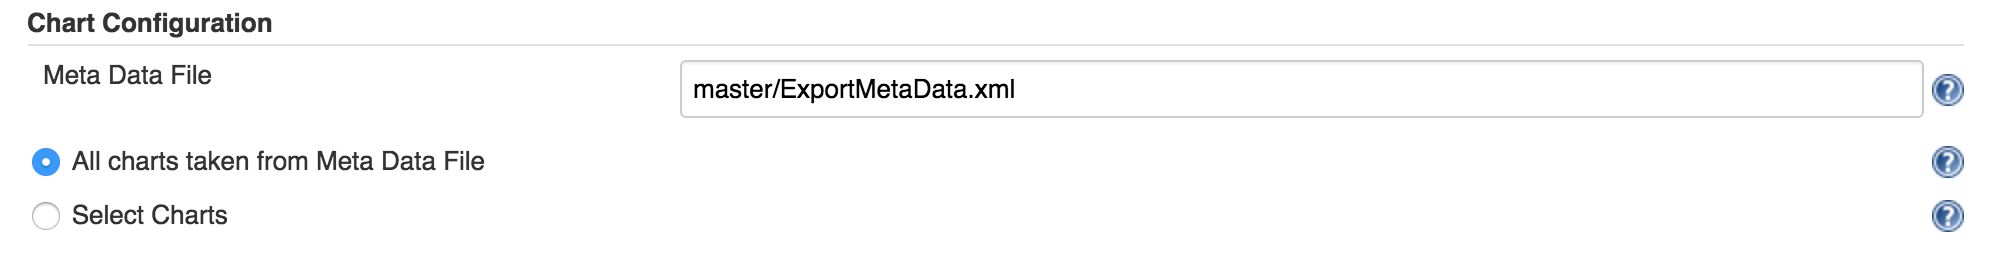 Chart Configuration
Meta Data File
master/ExportMetaData.xml
All charts taken from Meta Data File
Select Charts